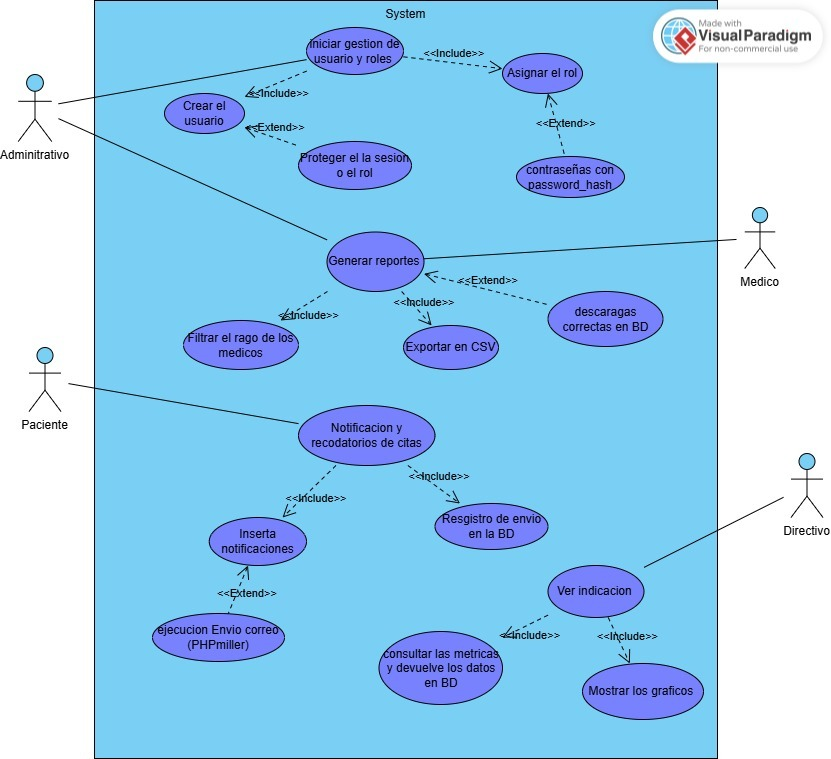 System
Made with
VisualParadigm
For non-commercial use
iniciar gestion de
usuario y roles
<<Include>>
Asignar el rol
<<Include>>
Crear el
usuario
<<Extend>>
<<Extend>>
Proteger el la sesion
o el rol
contraseñas con
password_hash
Adminitrativo
Generar reportes
Medico
<<Extend>>
<<Include>>
<<Include>>
descaragas
correctas en BD
Filtrar el rago de los
medicos
Exportar en CSV
Paciente
Notificacion y
recodatorios de citas
<<Include>>
<<Include>>
Resgistro de envio
en la BD
Inserta
notificaciones
Directivo
<<Extend>>
Ver indicacion
ejecucion Envio correo
(PHPmiller)
<<Include>>
<<Include>>
consultar las metricas
y devuelve los datos
en BD
Mostrar los graficos